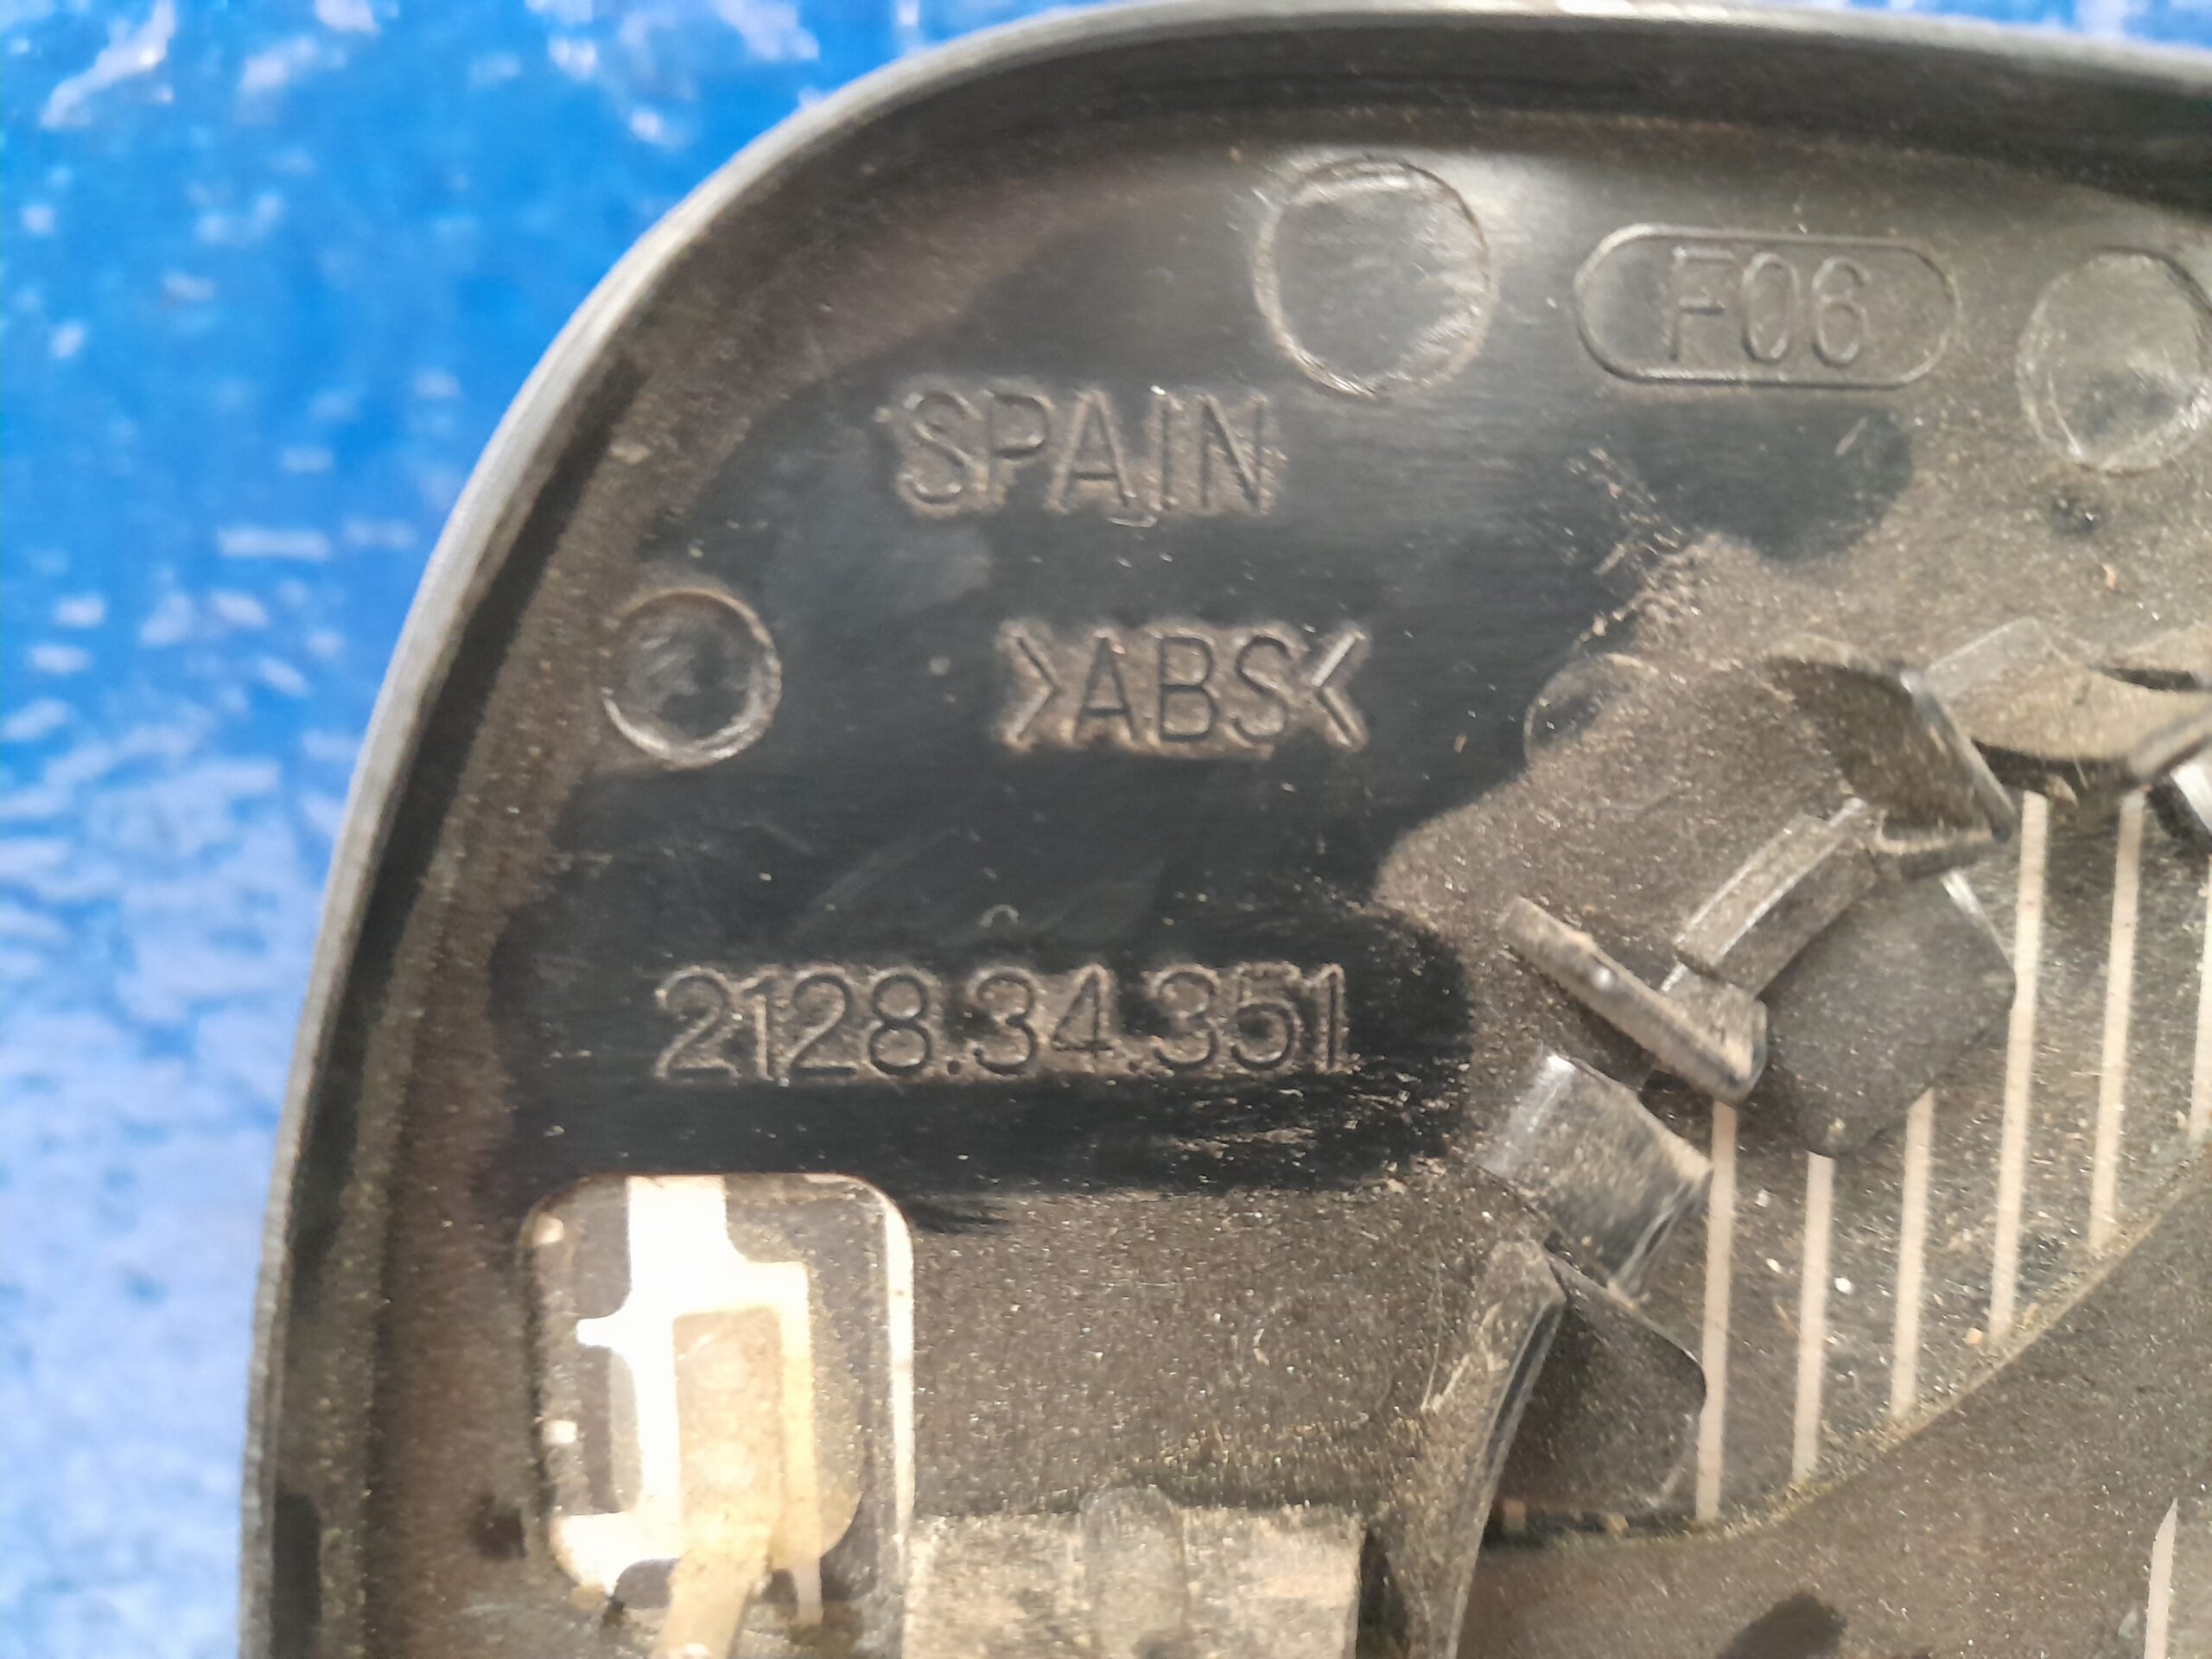 F06
SPAIN
>ABS<
2128.34.351